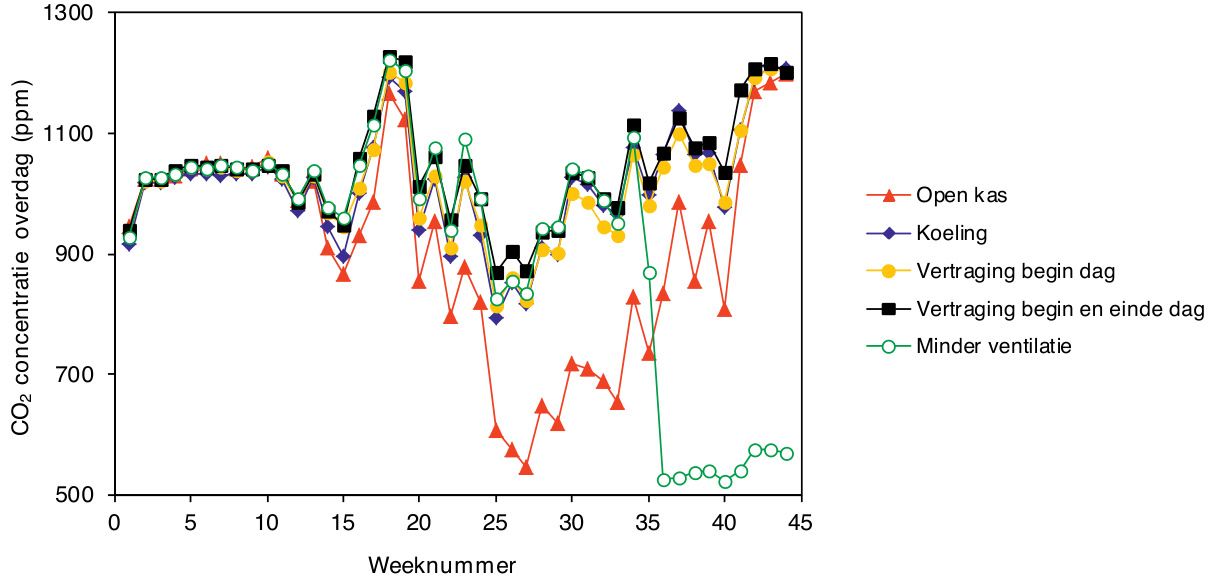 1300
1100
900
700
500
CO₂ concentratie overdag (ppm)
0 5 10 15 20 25 30 35 40 45
Weeknummer
Open kas
Koeling
Vertraging begin dag
Vertraging begin en einde dag
Minder ventilatie